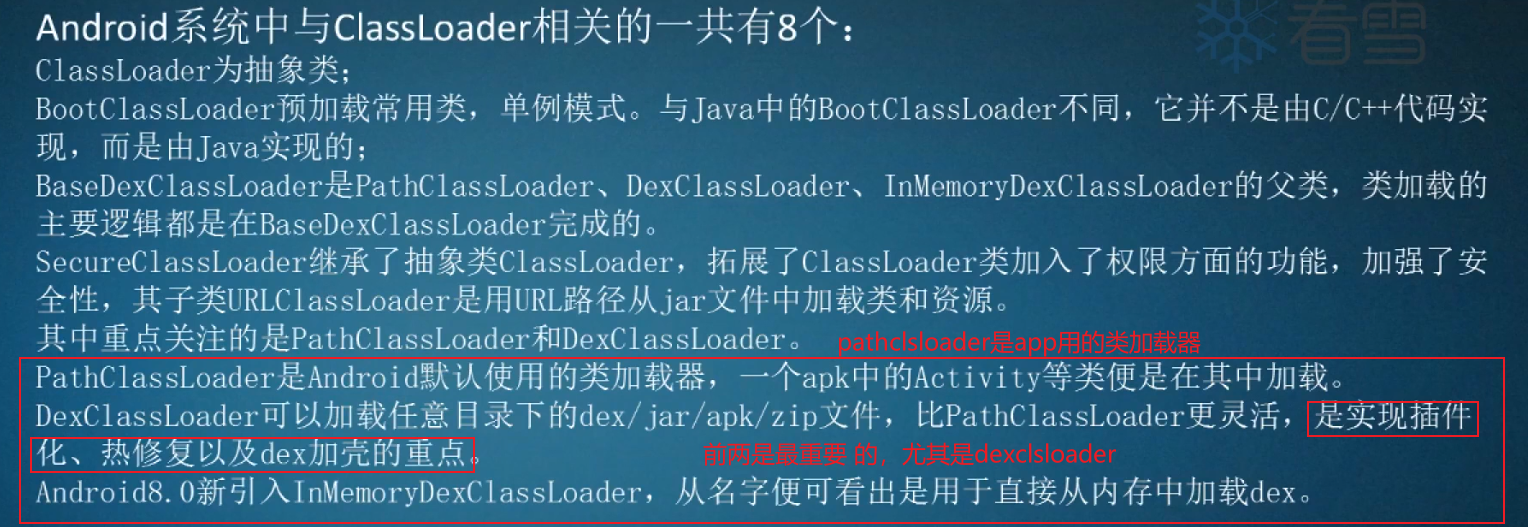 Android系统中与ClassLoader相关的一共有8个：
看雪
ClassLoader为抽象类；
BootClassLoader预加载常用类，单例模式。与Java中的BootClassLoader不同，它并不是由C/C++代码实
现，而是由Java实现的；
BaseDexClassLoader是PathClassLoader、DexClassLoader、InMemoryDexClassLoader的父类，类加载的
主要逻辑都是在BaseDexClassLoader完成的。
SecureClassLoader继承了抽象类ClassLoader，拓展了ClassLoader类加入了权限方面的功能，加强了安
全性，其子类URLClassLoader是用URL路径从jar文件中加载类和资源。
其中重点关注的是PathClassLoader和DexClassLoader。 pathclsloader是app用的类加载器
PathClassLoader是Android默认使用的类加载器，一个apk中的Activity等类便是在其中加载。
DexClassLoader可以加载任意目录下的dex/jar/apk/zip文件，比PathClassLoader更灵活，是实现插件
化、热修复以及dex加壳的重点。 前两是最重要 的，尤其是dexclsloader
Android8.0新引入InMemoryDexClassLoader，从名字便可看出是用于直接从内存中加载dex。